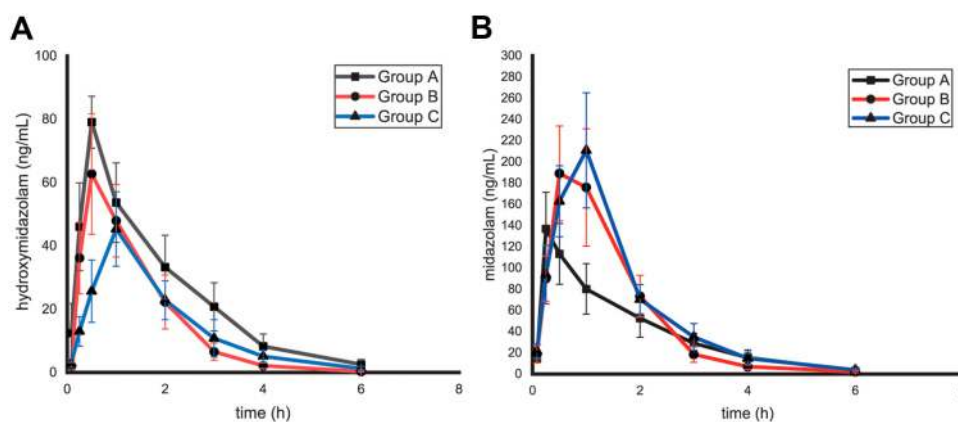 A
hydroxymidazolam (ng/mL)
100
80
60
40
20
0
0 2 4 6 8
time (h)
Group A
Group B
Group C
B
midazolam (ng/mL)
300
280
260
240
220
200
180
160
140
120
100
80
60
40
20
0
0 2 4 6
time (h)
Group A
Group B
Group C